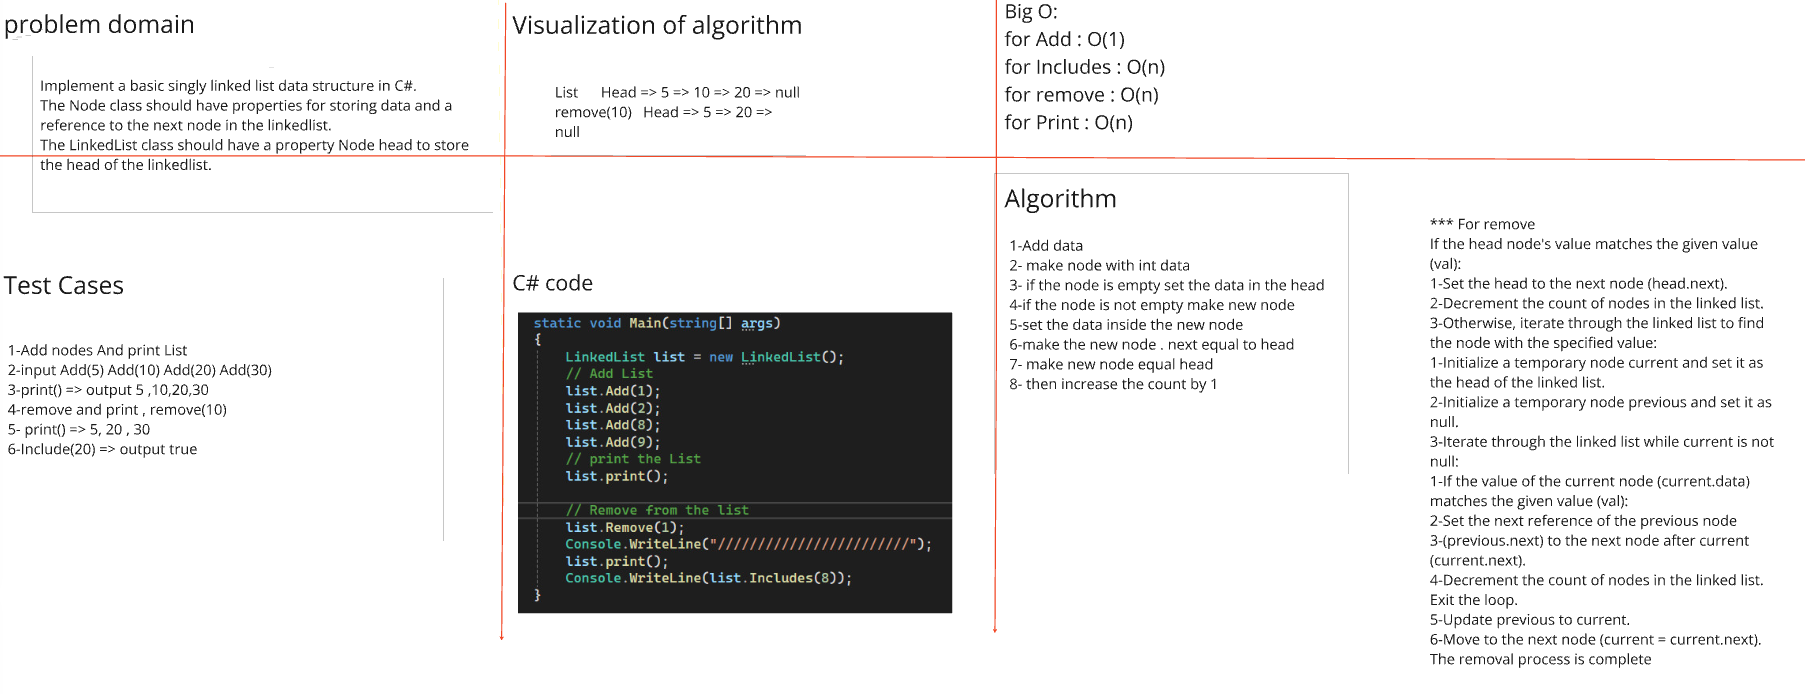 problem domain
Implement a basic singly linked list data structure in C#.
The Node class should have properties for storing data and a
reference to the next node in the linkedlist.
The LinkedList class should have a property Node head to store
the head of the linkedlist.
Visualization of algorithm
List Head => 5 => 10 => 20 => null
remove(10) Head => 5 => 20 =>
null
Big O:
for Add : O(1)
for Includes : O(n)
for remove : O(n)
for Print : O(n)
Test Cases
1-Add nodes And print List
2-input Add(5) Add(10) Add(20) Add(30)
3-print() => output 5 ,10,20,30
4-remove and print , remove(10)
5- print() => 5, 20 , 30
6-Include(20) => output true
C# code
static void Main(string[] args)
{
LinkedList list = new LinkedList();
// Add List
list.Add(1);
list.Add(2);
list.Add(8);
list.Add(9);
// print the List
list.print();
// Remove from the list
list.Remove(1);
Console.WriteLine("////////////////////////");
list.print();
Console.WriteLine(list.Includes(8));
}
Algorithm
1-Add data
2- make node with int data
3- if the node is empty set the data in the head
4-if the node is not empty make new node
5-set the data inside the new node
6-make the new node . next equal to head
7- make new node equal head
8- then increase the count by 1
*** For remove
If the head node's value matches the given value
(val):
1-Set the head to the next node (head.next).
2-Decrement the count of nodes in the linked list.
3-Otherwise, iterate through the linked list to find
the node with the specified value:
1-Initialize a temporary node current and set it as
the head of the linked list.
2-Initialize a temporary node previous and set it as
null.
3-Iterate through the linked list while current is not
null:
1-If the value of the current node (current.data)
matches the given value (val):
2-Set the next reference of the previous node
3-(previous.next) to the next node after current
(current.next).
4-Decrement the count of nodes in the linked list.
Exit the loop.
5-Update previous to current.
6-Move to the next node (current = current.next).
The removal process is complete